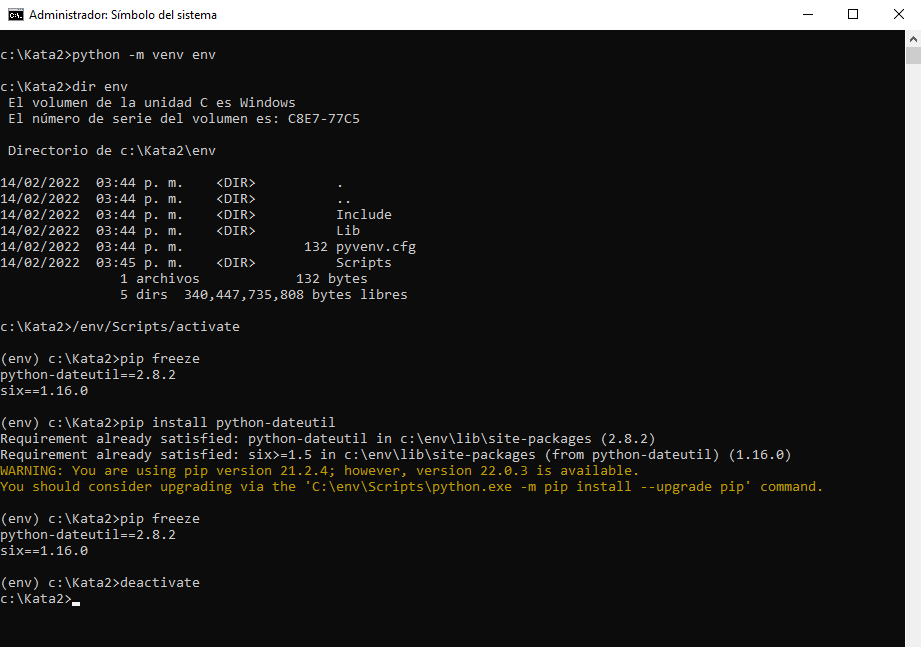 Administrador: Símbolo del sistema
c:\Kata2>python -m venv env
c:\Kata2>dir env
El volumen de la unidad C es Windows
El número de serie del volumen es: C8E7-77C5
Directorio de c:\Kata2\env
14/02/2022  03:44 p. m.    <DIR>          .
14/02/2022  03:44 p. m.    <DIR>          ..
14/02/2022  03:44 p. m.    <DIR>          Include
14/02/2022  03:44 p. m.    <DIR>          Lib
14/02/2022  03:44 p. m.               132 pyvenv.cfg
14/02/2022  03:45 p. m.    <DIR>          Scripts
1 archivos            132 bytes
5 dirs  340,447,735,808 bytes libres
c:\Kata2>/env/Scripts/activate
(env) c:\Kata2>pip freeze
python-dateutil==2.8.2
six==1.16.0
(env) c:\Kata2>pip install python-dateutil
Requirement already satisfied: python-dateutil in c:\env\lib\site-packages (2.8.2)
Requirement already satisfied: six>=1.5 in c:\env\lib\site-packages (from python-dateutil) (1.16.0)
WARNING: You are using pip version 21.2.4; however, version 22.0.3 is available.
You should consider upgrading via the 'C:\env\Scripts\python.exe -m pip install --upgrade pip' command.
(env) c:\Kata2>pip freeze
python-dateutil==2.8.2
six==1.16.0
(env) c:\Kata2>deactivate
c:\Kata2>